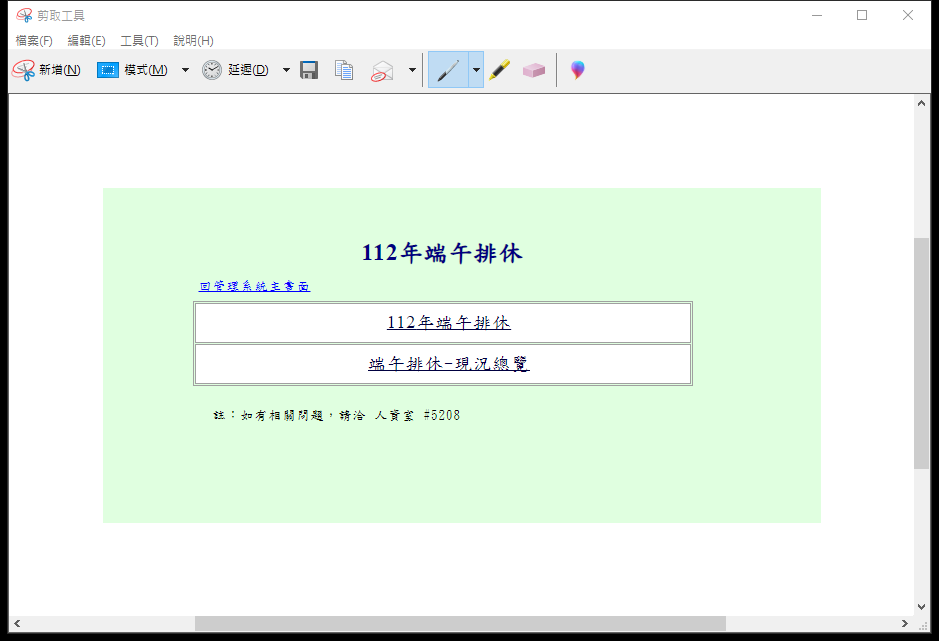 剪取工具
檔案(F) 編輯(E) 工具(T) 說明(H)
新增(N) 模式(M) 延遲(D)
112年端午排休
回管理系統主畫面
112年端午排休
端午排休-現況總覽
註：如有相關問題，請洽 人資室 #5208